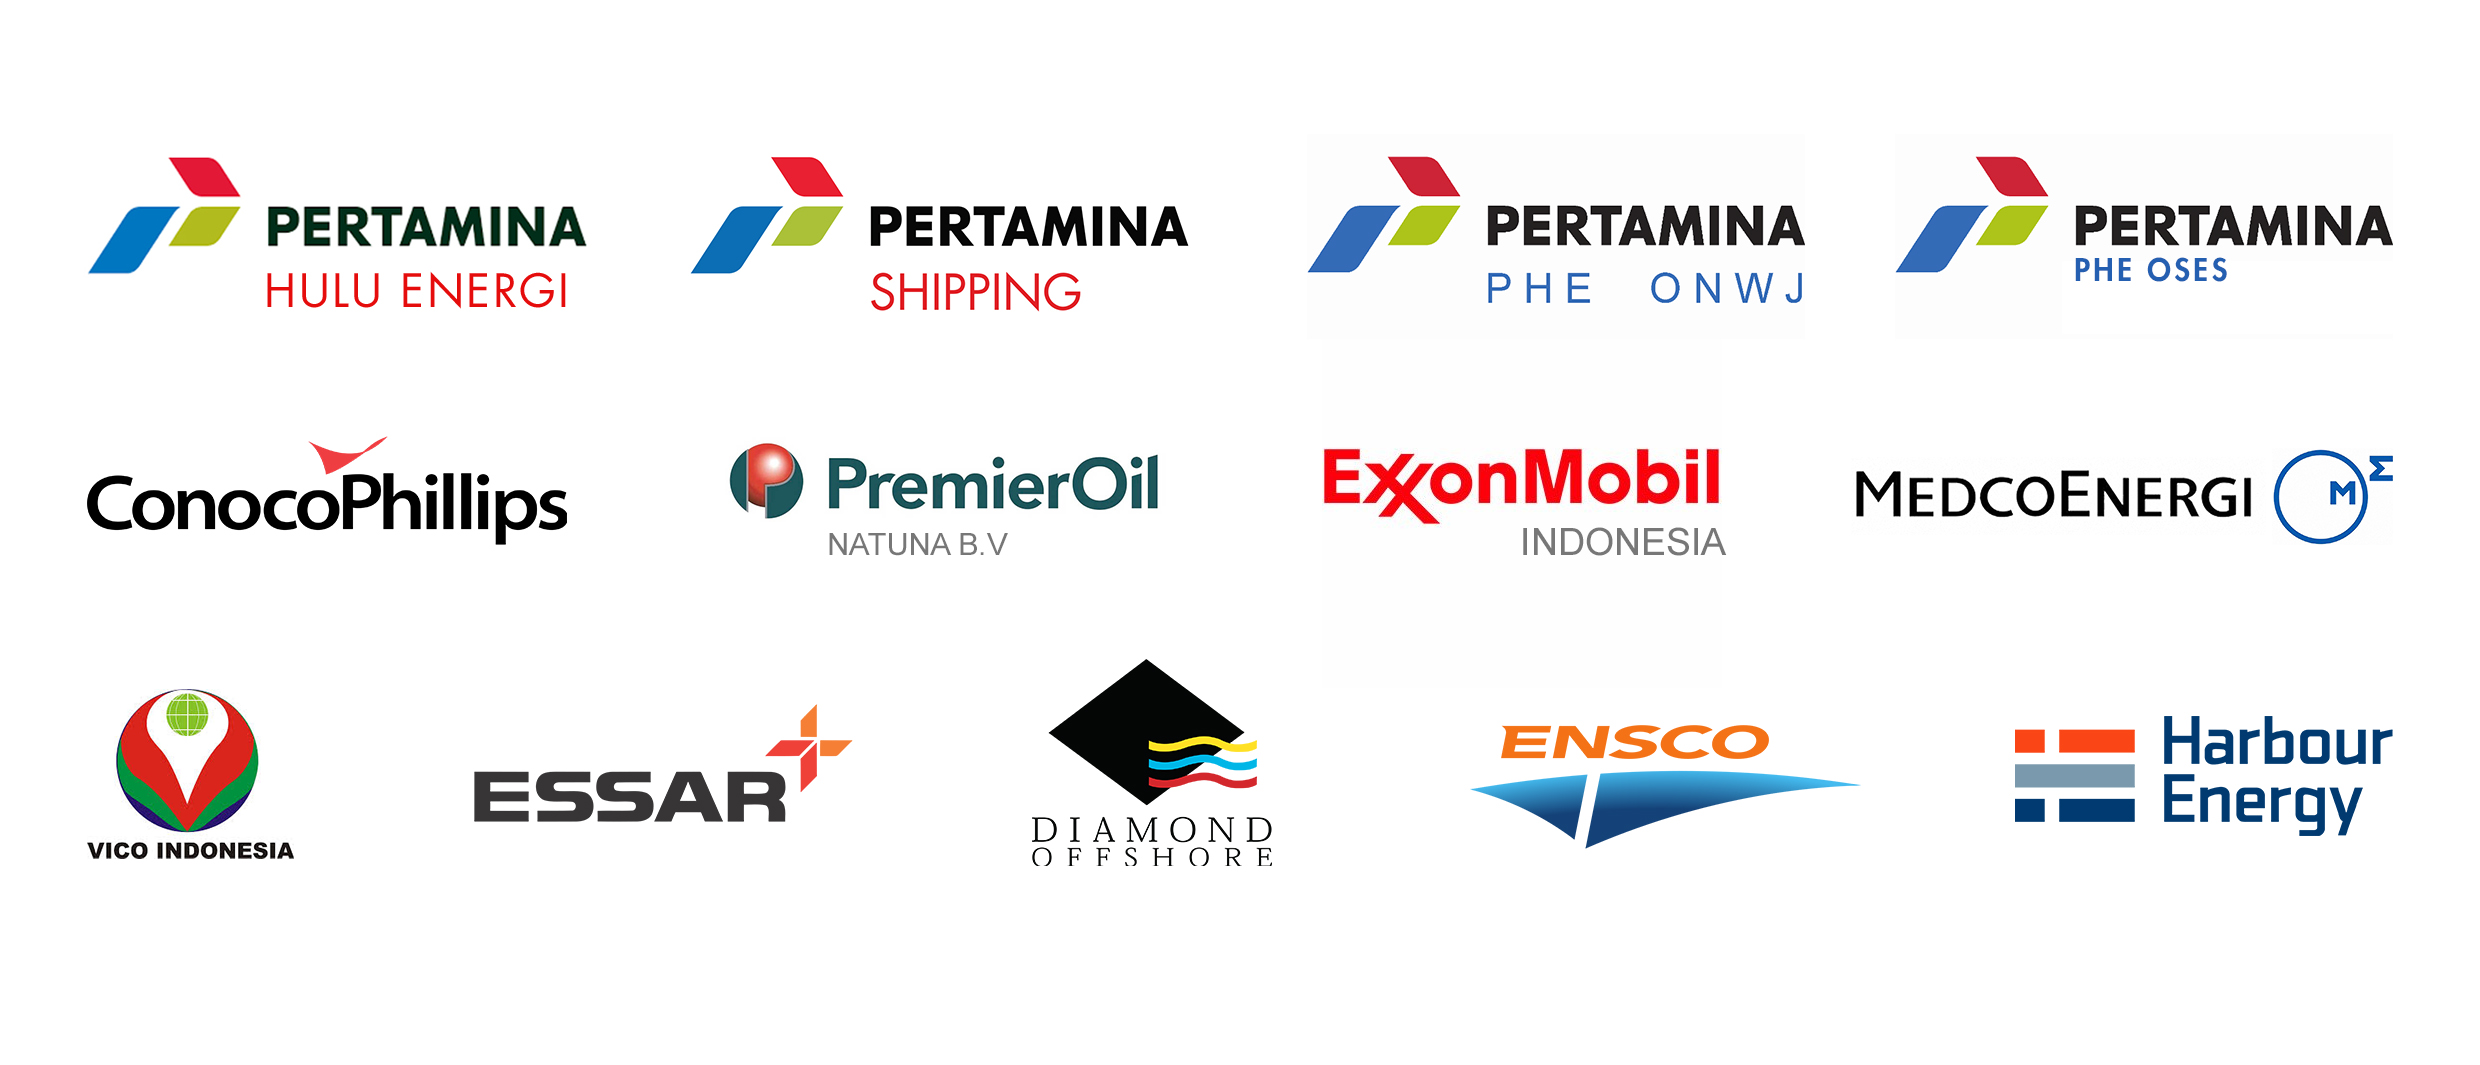 PERTAMINA
HULU ENERGI
PERTAMINA
SHIPPING
PERTAMINA
PHE ONWJ
PERTAMINA
PHE OSES
ConocoPhillips
PremierOil
NATUNA B.V
ExxonMobil
INDONESIA
MEDCOENERGI
M E
VICO INDONESIA
ESSAR
DIAMOND
OFFSHORE
ENSCO
Harbour
Energy